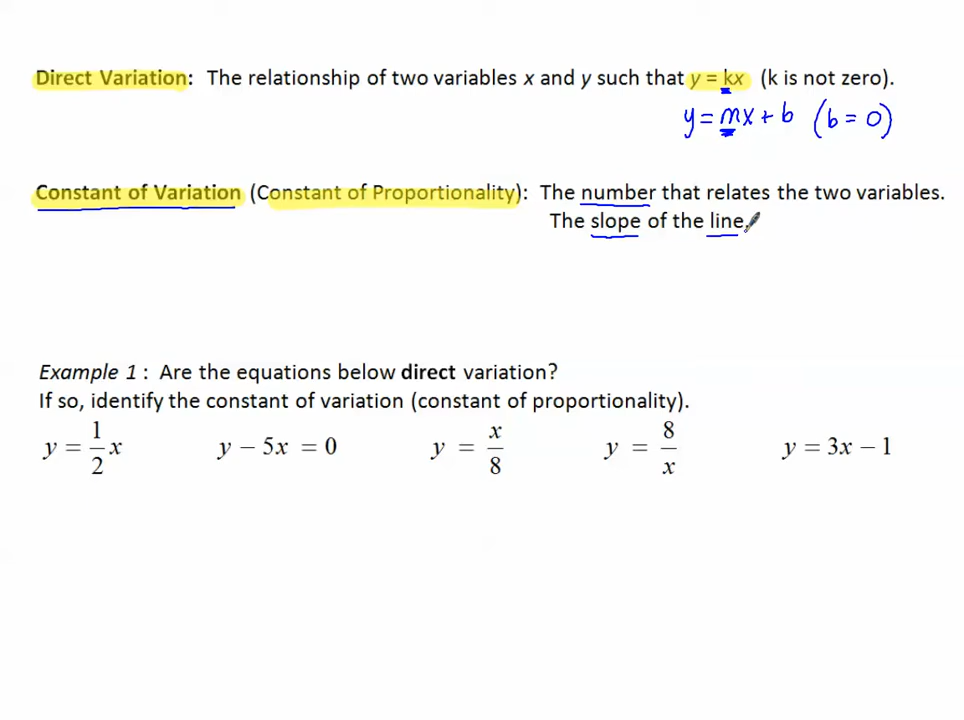 Direct Variation: The relationship of two variables x and y such that y = kx (k is not zero).
y = mx + b (b = 0)
Constant of Variation (Constant of Proportionality): The number that relates the two variables.
The slope of the line.
Example 1 : Are the equations below direct variation?
If so, identify the constant of variation (constant of proportionality).
y = 1/2 x y − 5x = 0 y = x/8 y = 8/x y = 3x − 1